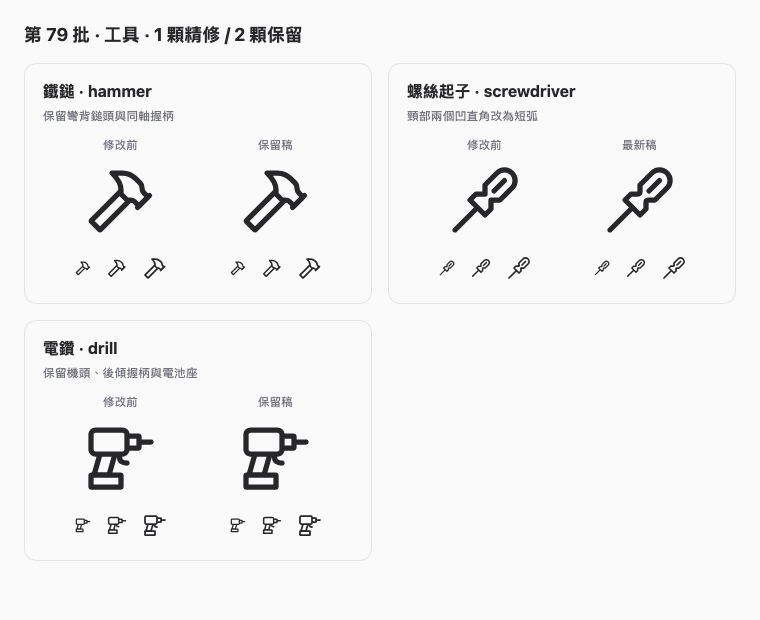 第 79 批 · 工具 · 1 顆精修 / 2 顆保留
鐵鎚 · hammer
保留彎背鎚頭與同軸握柄
修改前
保留稿
螺絲起子 · screwdriver
頸部兩個凹直角改為短弧
修改前
最新稿
電鑽 · drill
保留機頭、後傾握柄與電池座
修改前
保留稿